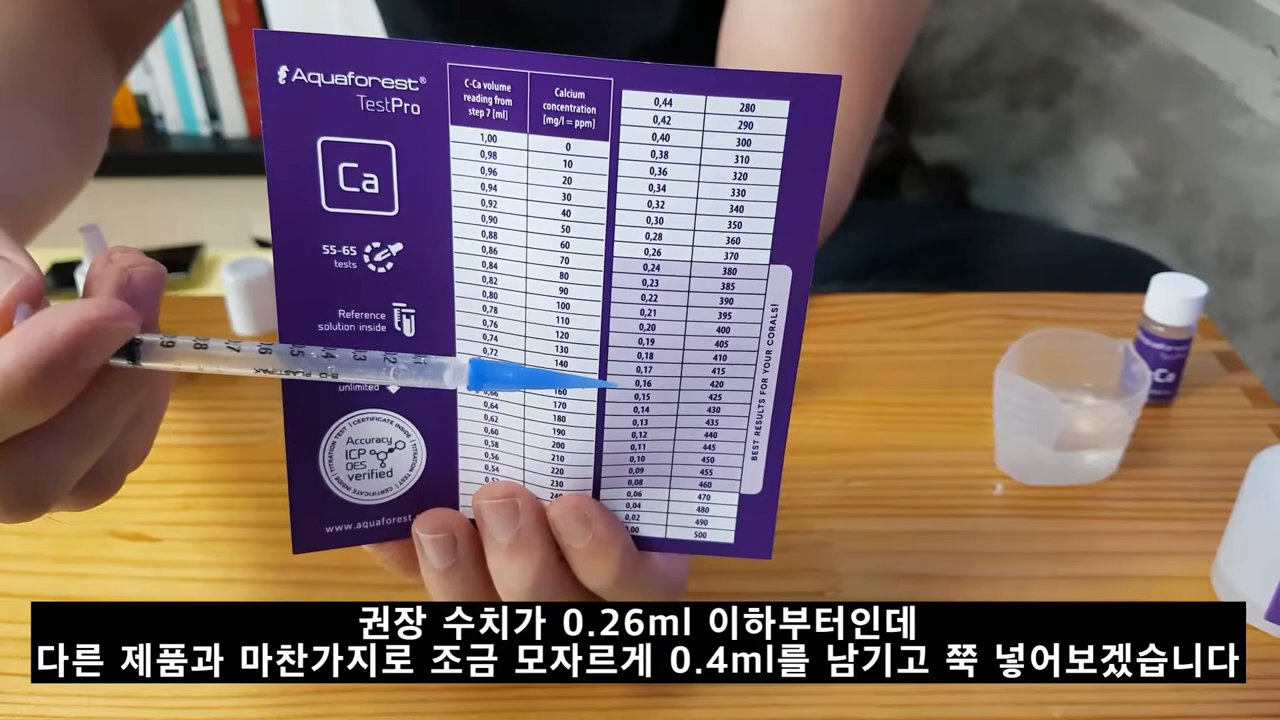 Aquaforest®
TestPro
Ca
55-65
tests
Reference
solution inside
unlimited
Accuracy
ICP
OES
verified
TITRATION TEST | CERTIFICATE INSIDE |
www.aquaforest.
C-Ca volume reading from step 7 [ml] Calcium concentration [mg/l = ppm]
1,00 0
0,98 10
0,96 20
0,94 30
0,92 40
0,90 50
0,88 60
0,86 70
0,84 80
0,82 90
0,80 100
0,78 110
0,76 120
0,74 130
0,72 140
0,66 160
0,64 170
0,62 180
0,60 190
0,58 200
0,56 210
0,54 220
230
0,44 280
0,42 290
0,40 300
0,38 310
0,36 320
0,34 330
0,32 340
0,30 350
0,28 360
0,26 370
0,24 380
0,23 385
0,22 390
0,21 395
0,20 400
0,19 405
0,18 410
0,17 415
0,16 420
0,15 425
0,14 430
0,13 435
0,12 440
0,11 445
0,10 450
0,09 455
0,08 460
0,06 470
0,04 480
0,02 490
500
BEST RESULTS FOR YOUR CORALS!
B-D PLASTIPAK
Ca
권장 수치가 0.26ml 이하부터인데
다른 제품과 마찬가지로 조금 모자르게 0.4ml를 남기고 쭉 넣어보겠습니다